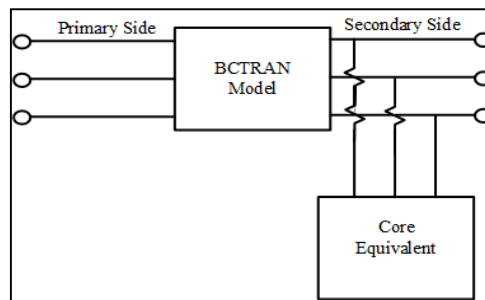 Primary Side
Secondary Side
BCTRAN
Model
Core
Equivalent